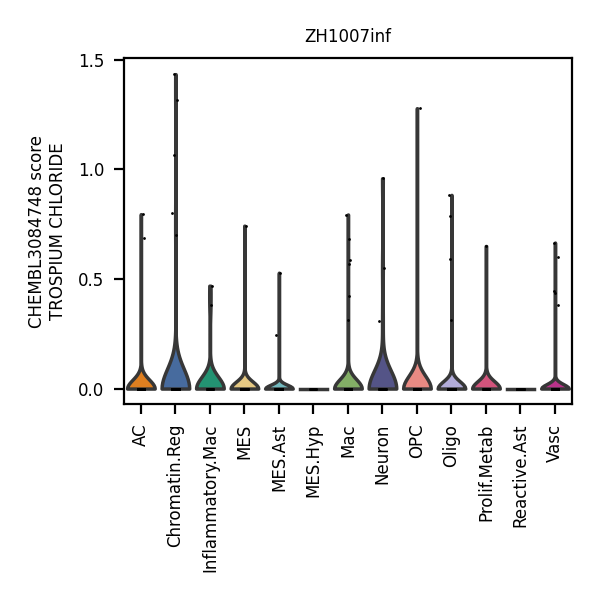 ZH1007inf
CHEMBL3084748 score
TROSPIUM CHLORIDE
1.5
1.0
0.5
0.0
AC
Chromatin.Reg
Inflammatory.Mac
MES
MES.Ast
MES.Hyp
Mac
Neuron
OPC
Oligo
Prolif.Metab
Reactive.Ast
Vasc